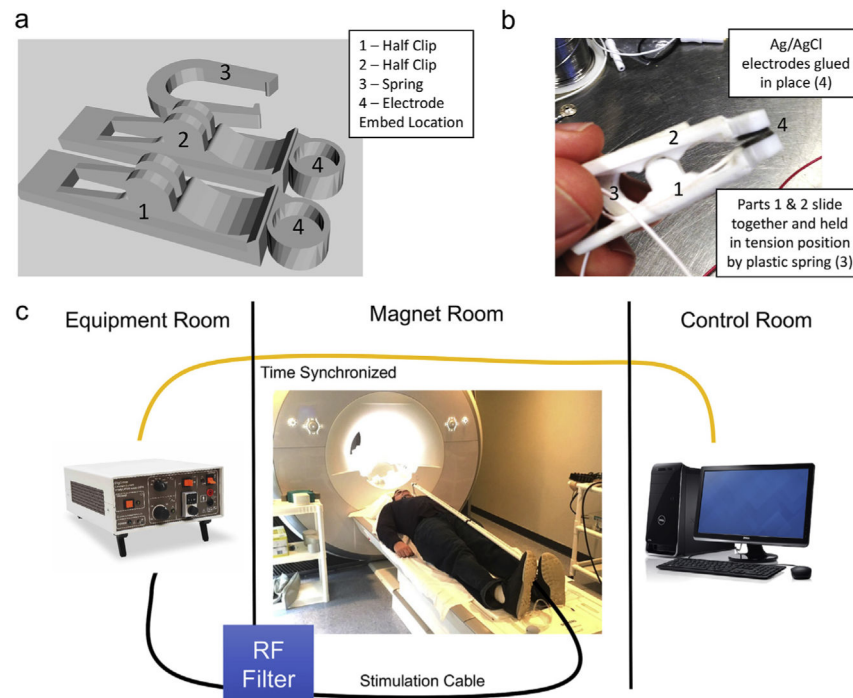 a
1 – Half Clip
2 – Half Clip
3 – Spring
4 – Electrode
Embed Location
3
2
4
1
4
b
Ag/AgCl
electrodes glued
in place (4)
2
4
1
3
Parts 1 & 2 slide
together and held
in tension position
by plastic spring (3)
c
Equipment Room
Magnet Room
Control Room
Time Synchronized
RF
Filter
Stimulation Cable